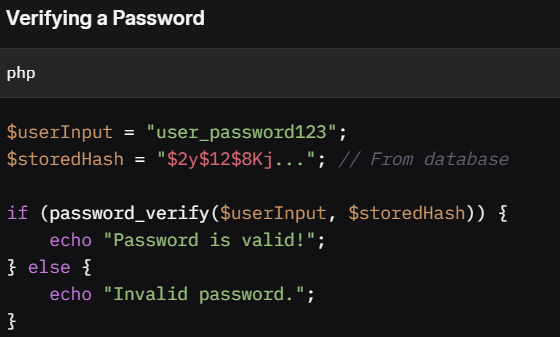 Verifying a Password
php
$userInput = "user_password123";
$storedHash = "$2y$12$8Kj..."; // From database
if (password_verify($userInput, $storedHash)) {
    echo "Password is valid!";
} else {
    echo "Invalid password.";
}